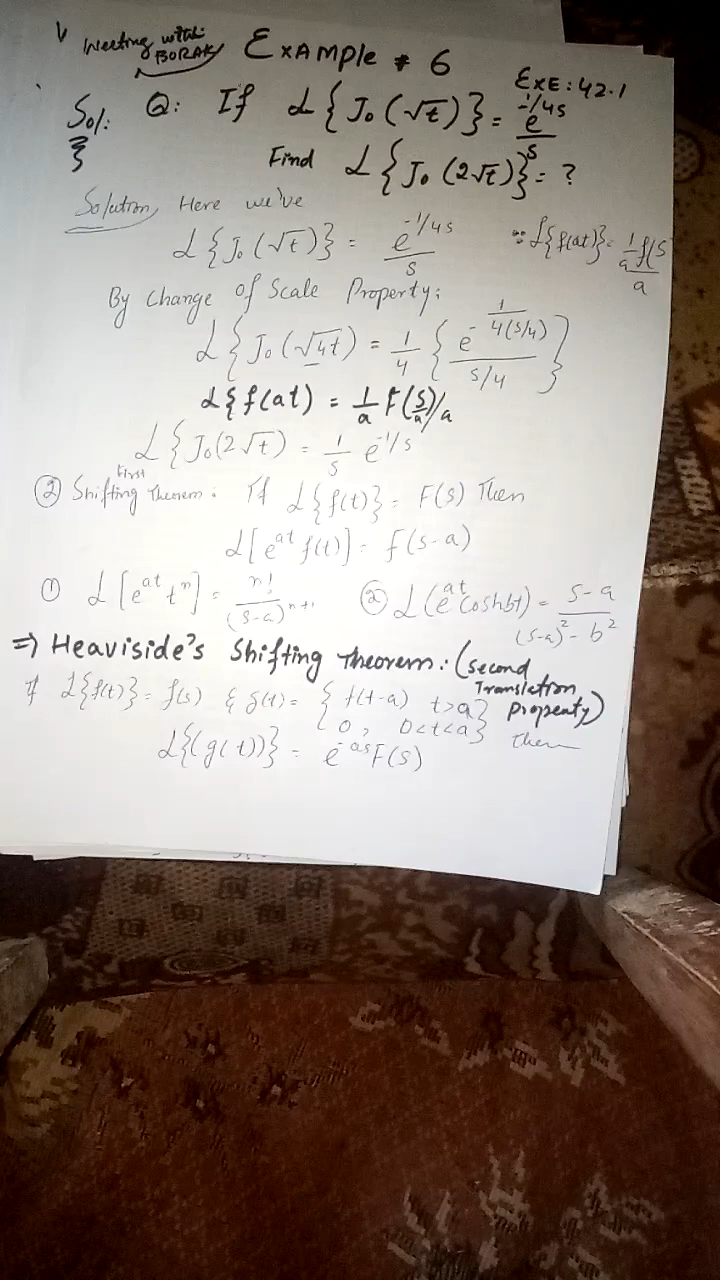 Meeting with BORAK
Example # 6
EXE: 42.1
Sol: Q: If ℒ{J₀(√t)} = e^(-1/4s)/s
Find ℒ{J₀(2√t)} = ?
Solution, Here we've
ℒ{J₀(√t)} = e^(-1/4s)/s ∵ ℒ{f(at)} = 1/a f(s/a
By Change of Scale Property:
ℒ{J₀(√4t) = 1/4 {e^(-1/4(s/4))/(s/4)}
ℒ{f(at) = 1/a F(s/a)/a
ℒ{J₀(2√t) = 1/s e^(-1/s)
② First Shifting Theorem: If ℒ{f(t)} = F(s) Then
ℒ[e^(at) f(t)] = f(s-a)
① ℒ[e^(at) t^n] = n!/(s-a)^(n+1) ② ℒ(e^(at) coshbt) = (s-a)/((s-a)² - b²)
⇒ Heaviside's Shifting Theorem: (Second Translation Property)
If ℒ{f(t)} = f(s) & g(t) = {f(t-a) t>a}
{0, 0<t<a} Then
ℒ{(g(t))} = e^(-as) F(s)